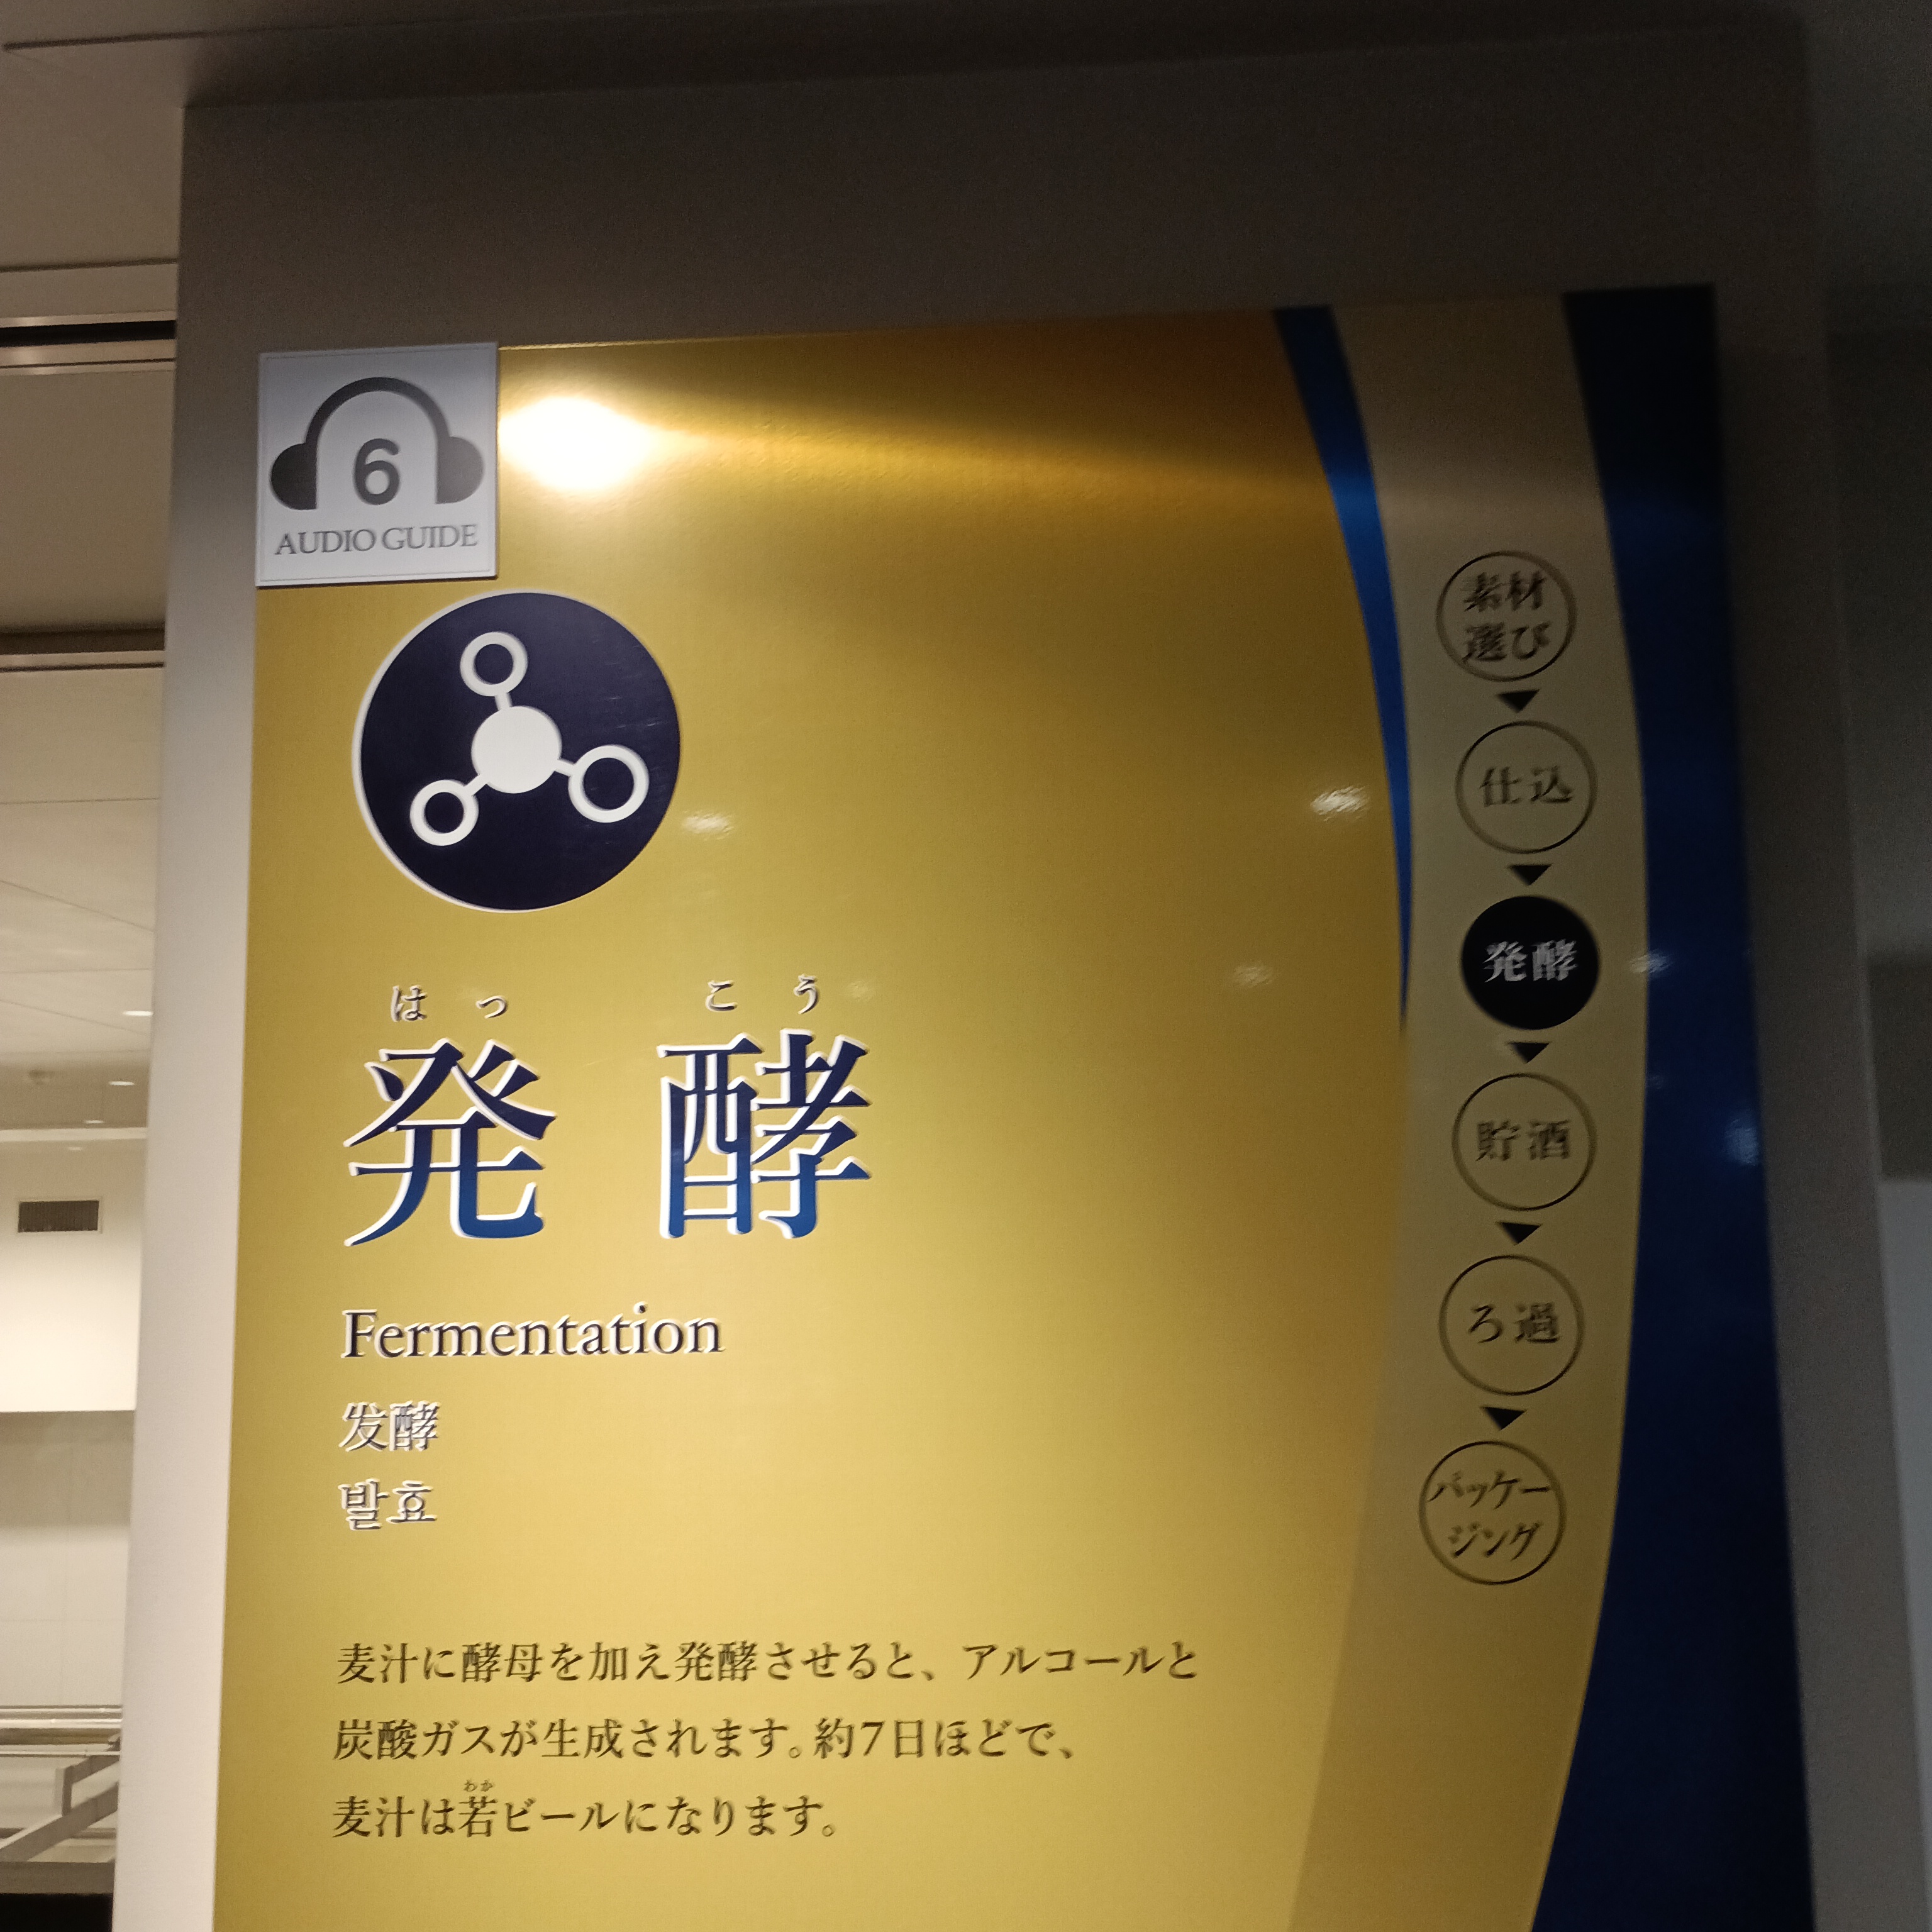 6
AUDIO GUIDE
はっこう
発酵
Fermentation
发酵
발효
麦汁に酵母を加え発酵させると、アルコールと
炭酸ガスが生成されます。約7日ほどで、
わか
麦汁は若ビールになります。
素材
選び
仕込
発酵
貯酒
ろ過
パッケー
ジング